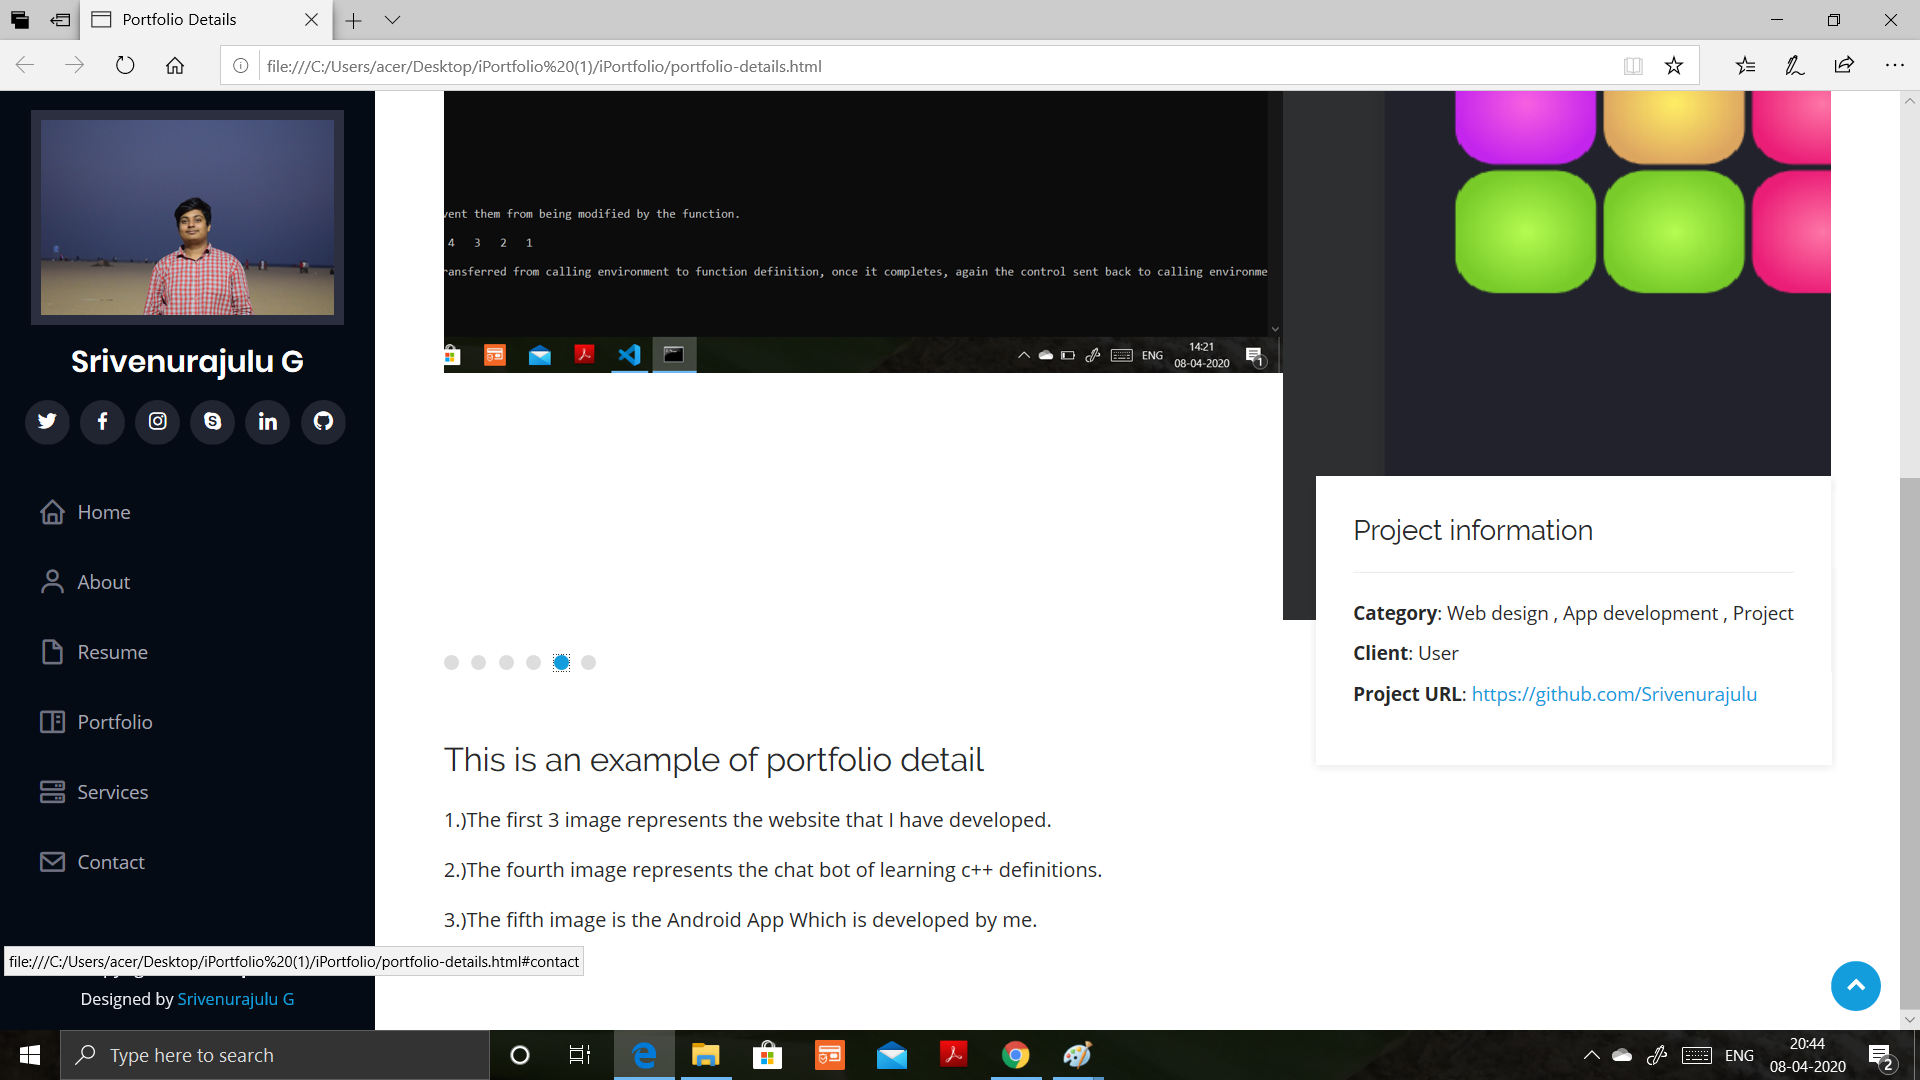 Portfolio Details
file:///C:/Users/acer/Desktop/iPortfolio%20(1)/iPortfolio/portfolio-details.html
Srivenurajulu G
Home
About
Resume
Portfolio
Services
Contact
file:///C:/Users/acer/Desktop/iPortfolio%20(1)/iPortfolio/portfolio-details.html#contact
Designed by Srivenurajulu G
vent them from being modified by the function.
4 3 2 1
ransferred from calling environment to function definition, once it completes, again the control sent back to calling environme
ENG
14:21
08-04-2020
1
Project information
Category: Web design , App development , Project
Client: User
Project URL: https://github.com/Srivenurajulu
This is an example of portfolio detail
1.)The first 3 image represents the website that I have developed.
2.)The fourth image represents the chat bot of learning c++ definitions.
3.)The fifth image is the Android App Which is developed by me.
Type here to search
ENG
20:44
08-04-2020
2